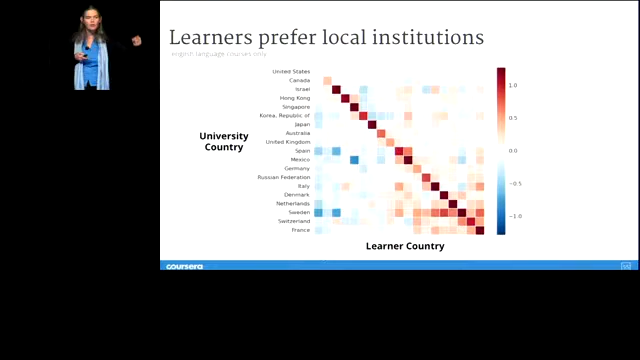 Learners prefer local institutions
english language courses only
United States
Canada
Israel
Hong Kong
Singapore
Korea, Republic of
Japan
Australia
United Kingdom
Spain
Mexico
Germany
Russian Federation
Italy
Denmark
Netherlands
Sweden
Switzerland
France
University
Country
1.0
0.5
0.0
−0.5
−1.0
Learner Country
coursera